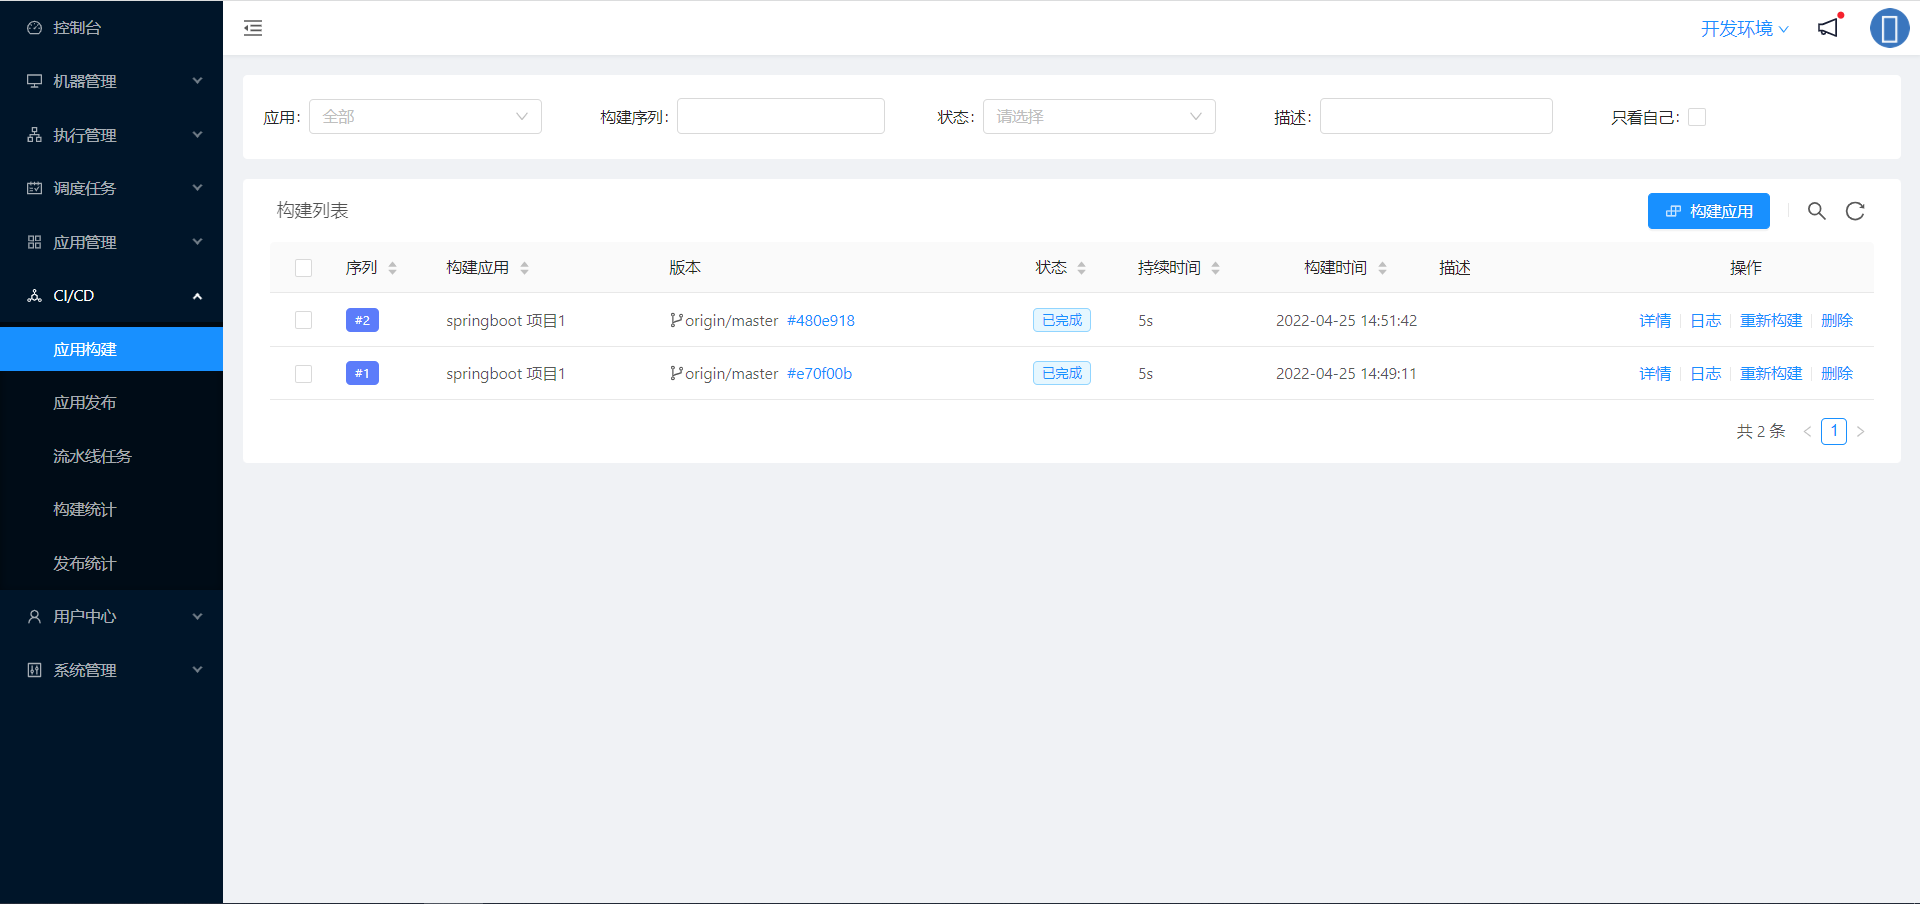 控制台
机器管理
执行管理
调度任务
应用管理
CI/CD
应用构建
应用发布
流水线任务
构建统计
发布统计
用户中心
系统管理
开发环境
应用: 全部 构建序列: 状态: 请选择 描述: 只看自己:
构建列表 构建应用
序列 构建应用 版本 状态 持续时间 构建时间 描述 操作
#2 springboot 项目1 origin/master #480e918 已完成 5s 2022-04-25 14:51:42 详情 日志 重新构建 删除
#1 springboot 项目1 origin/master #e70f00b 已完成 5s 2022-04-25 14:49:11 详情 日志 重新构建 删除
共 2 条 < 1 >